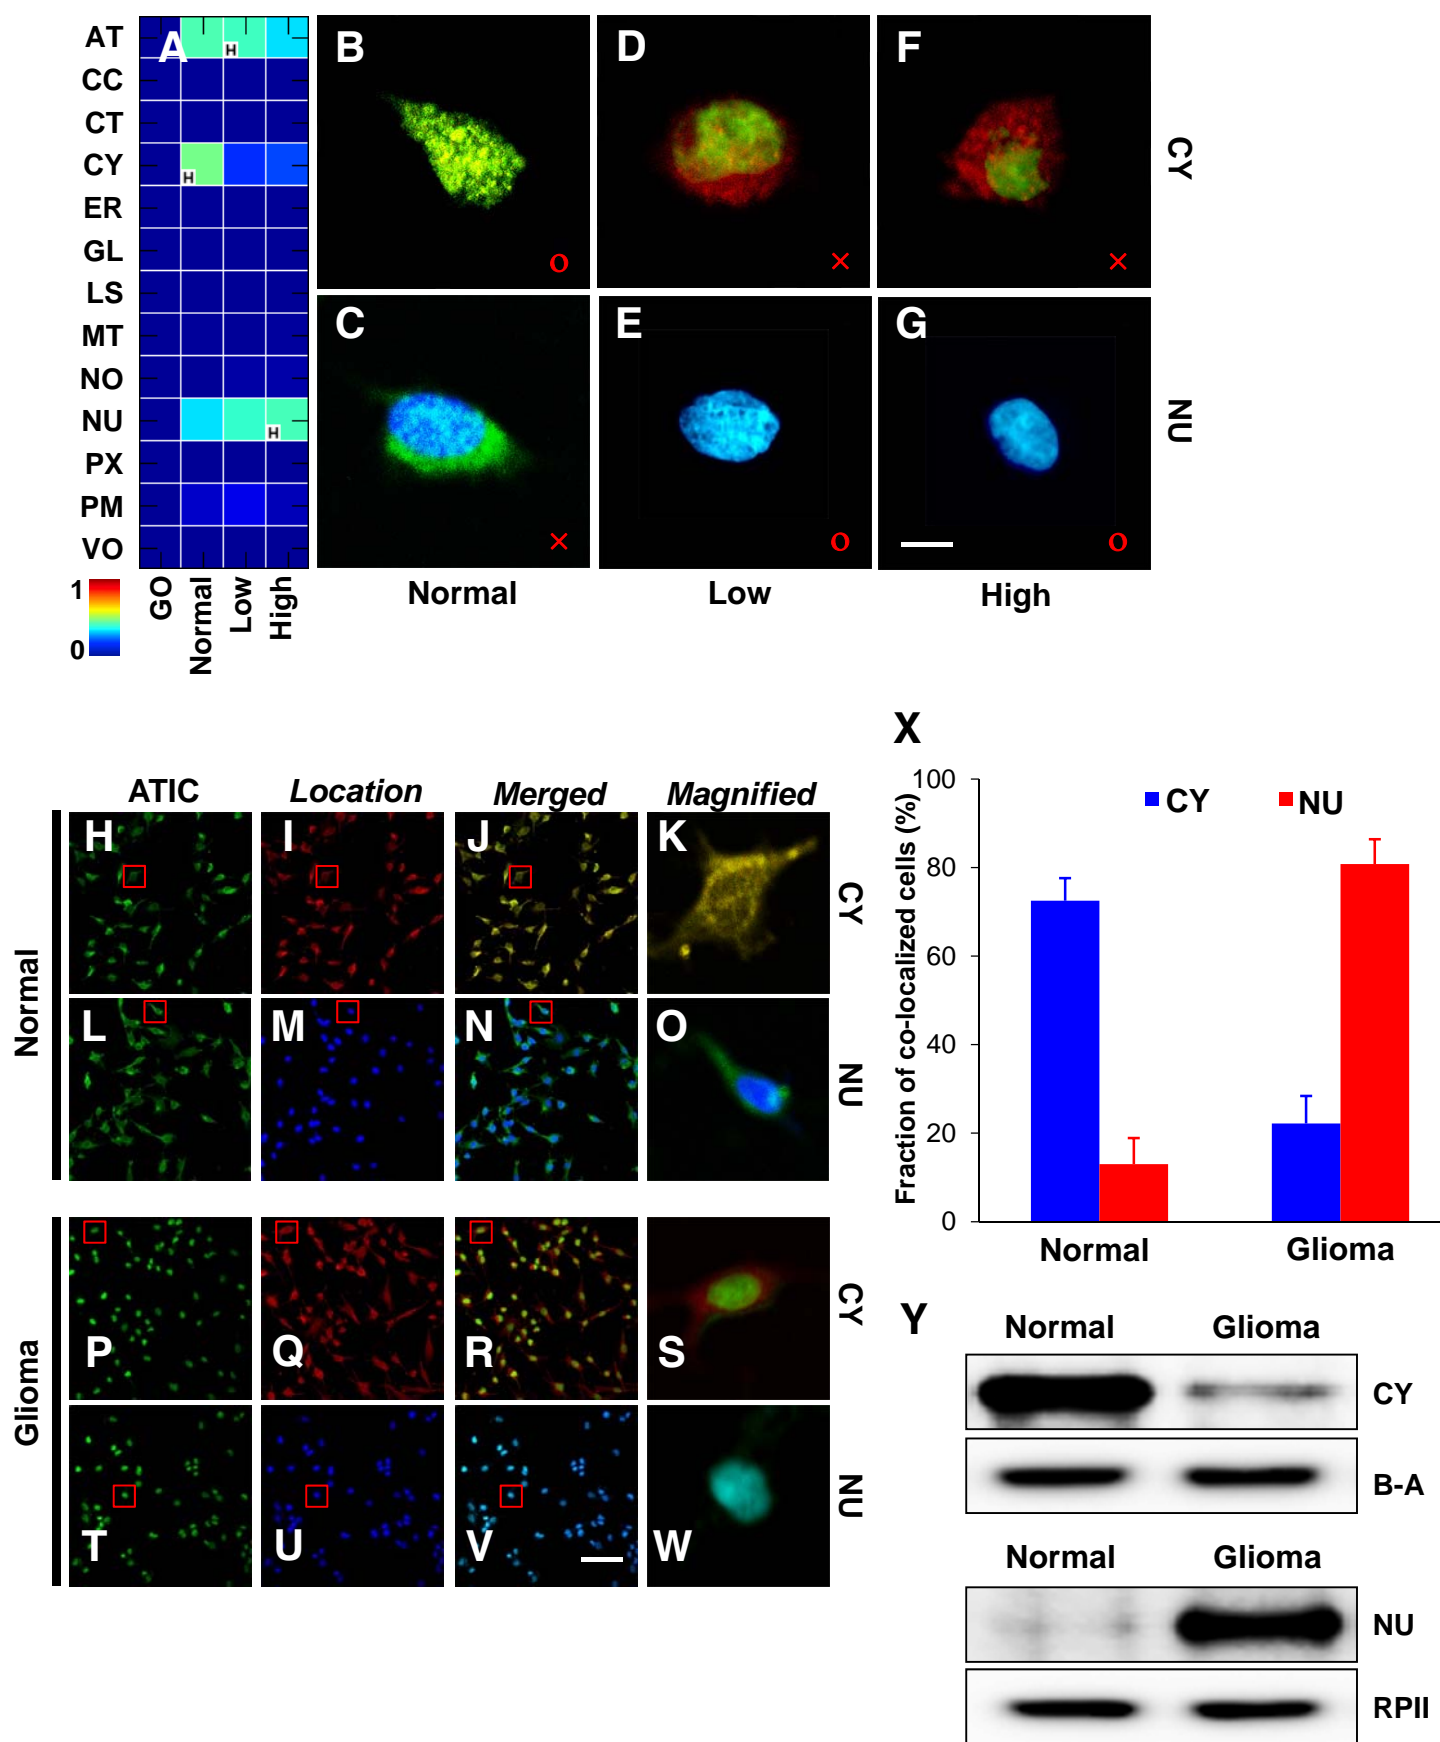 A
AT
CC
CT
CY
ER
GL
LS
MT
NO
NU
PX
PM
VO
H
H
H
1
0
GO
Normal
Low
High
B
D
F
CY
O
×
×
C
E
G
NU
×
O
O
Normal
Low
High
ATIC
Location
Merged
Magnified
Normal
H
I
J
K
CY
L
M
N
O
NU
Glioma
P
Q
R
S
CY
T
U
V
W
NU
X
Fraction of co-localized cells (%)
100
80
60
40
20
0
CY
NU
Normal
Glioma
Y
Normal
Glioma
CY
B-A
Normal
Glioma
NU
RPII